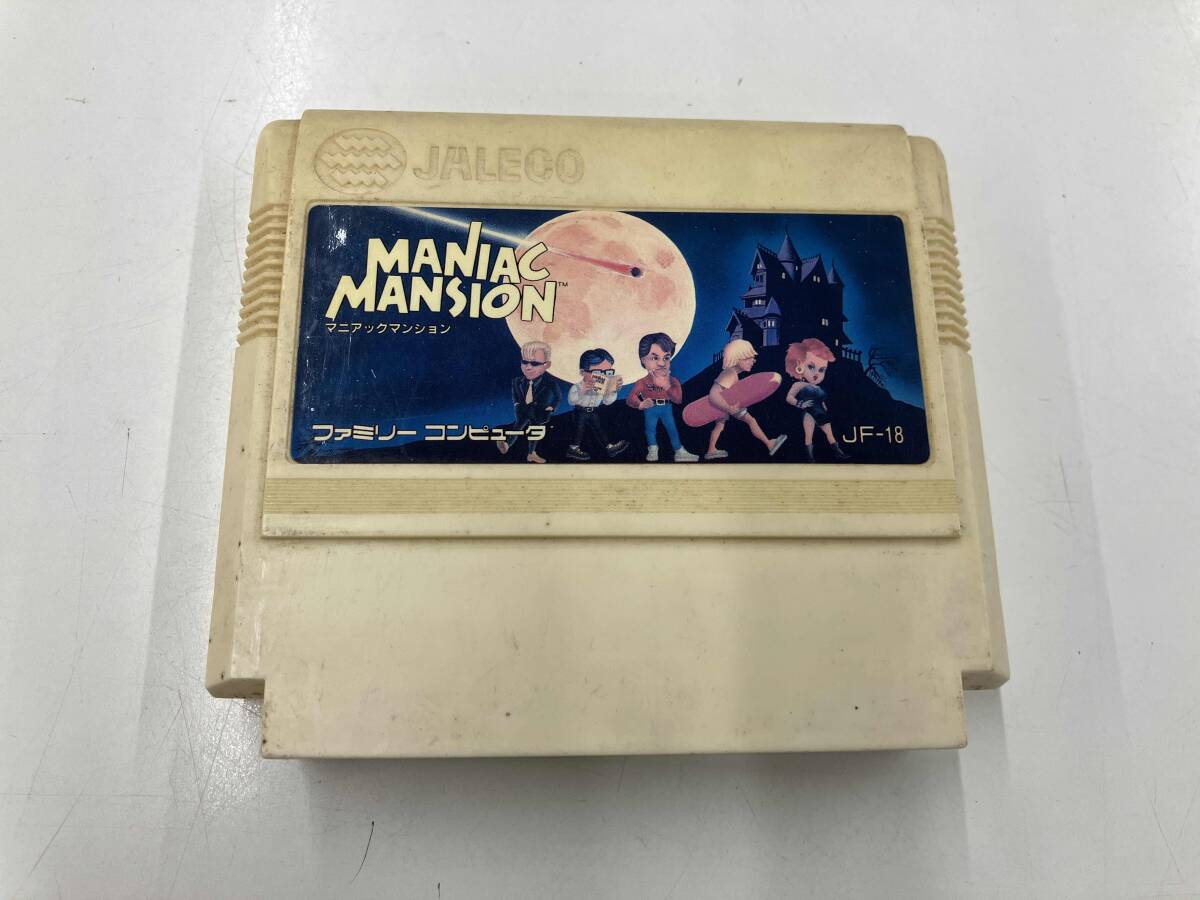 JALECO
MANIAC
MANSION™
マニアックマンション
ファミリー コンピュータ
JF-18